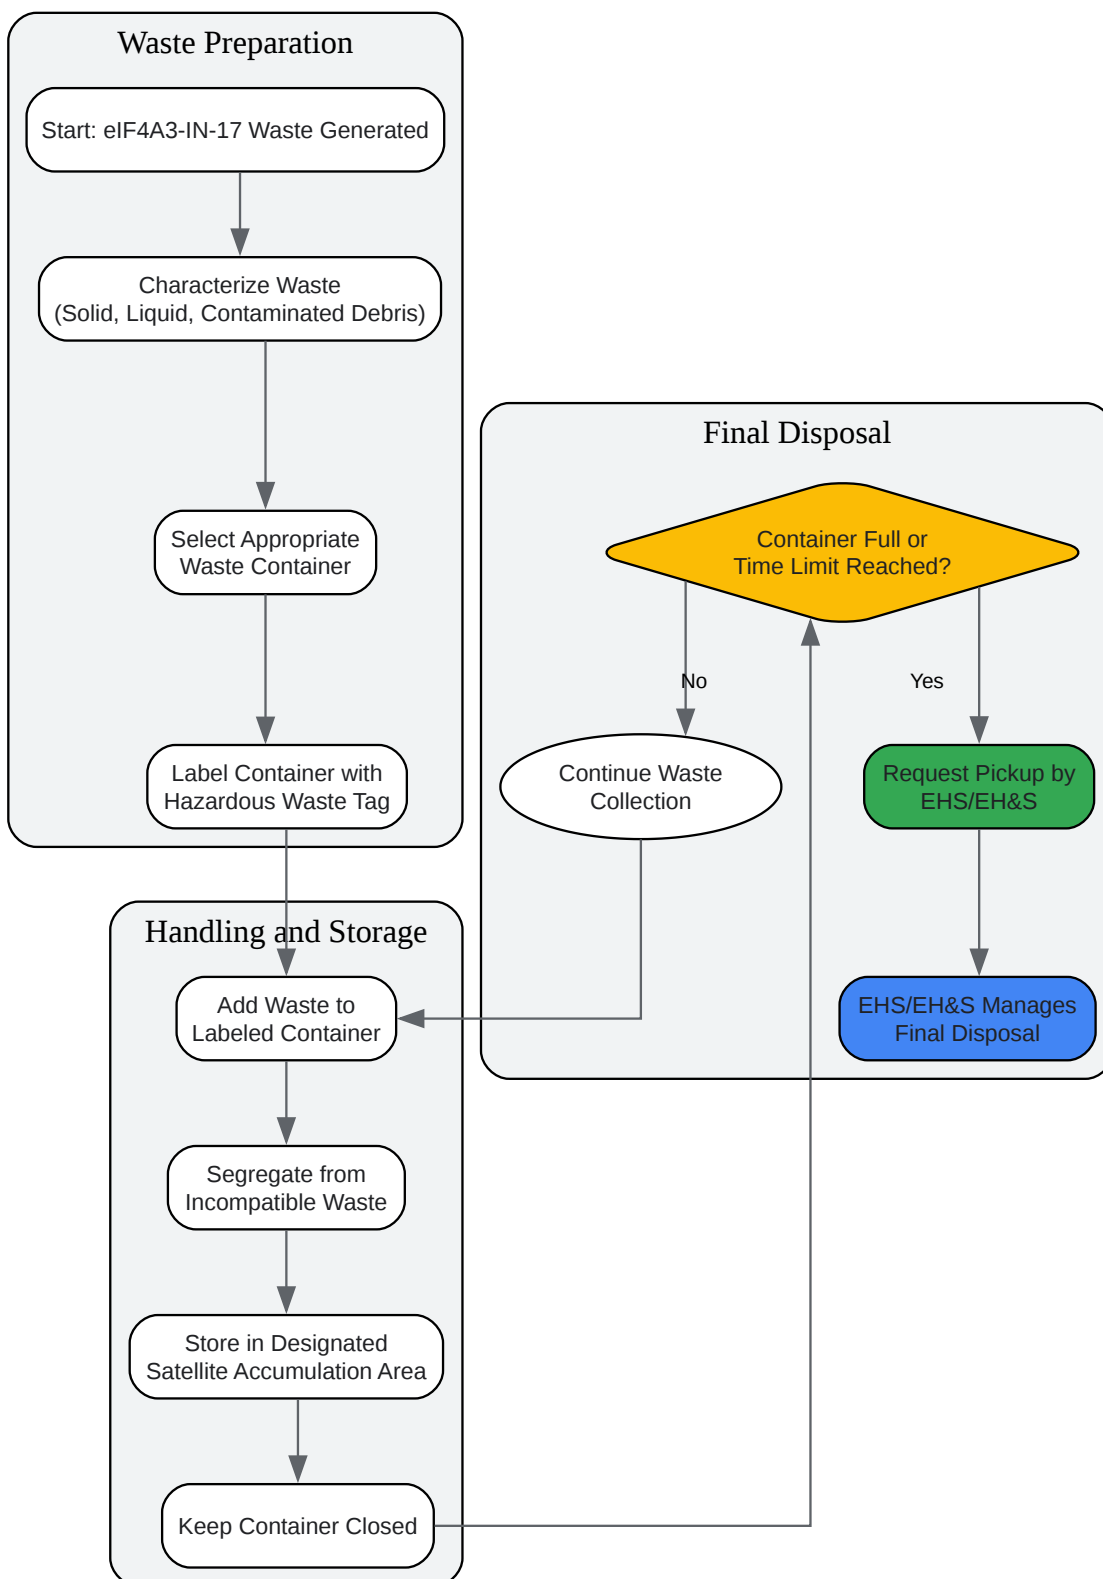 Waste Preparation
Start: eIF4A3-IN-17 Waste Generated
Characterize Waste
(Solid, Liquid, Contaminated Debris)
Select Appropriate
Waste Container
Label Container with
Hazardous Waste Tag
Handling and Storage
Add Waste to
Labeled Container
Segregate from
Incompatible Waste
Store in Designated
Satellite Accumulation Area
Keep Container Closed
Final Disposal
Container Full or
Time Limit Reached?
No
Yes
Continue Waste
Collection
Request Pickup by
EHS/EH&S
EHS/EH&S Manages
Final Disposal